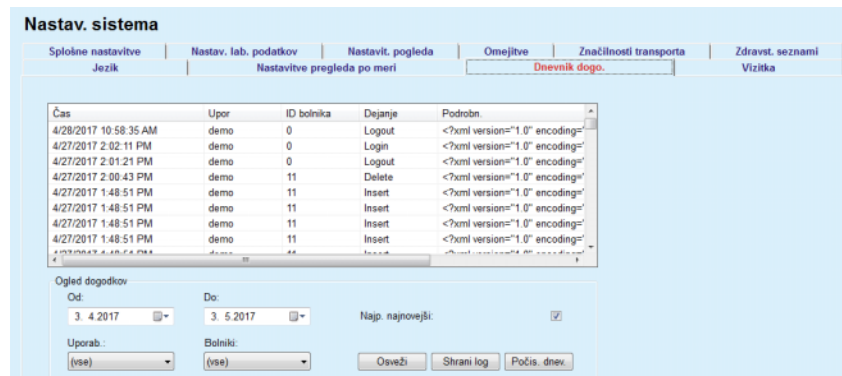 Nastav. sistema
Splošne nastavitve Nastav. lab. podatkov Nastavit. pogleda Omejitve Značilnosti transporta Zdravst. seznami
Jezik Nastavitve pregleda po meri Dnevnik dogo. Vizitka
Čas Upor ID bolnika Dejanje Podrobn.
4/28/2017 10:58:35 AM demo 0 Logout <?xml version="1.0" encoding='
4/27/2017 2:02:11 PM demo 0 Login <?xml version="1.0" encoding='
4/27/2017 2:01:21 PM demo 0 Logout <?xml version="1.0" encoding='
4/27/2017 2:00:43 PM demo 11 Delete <?xml version="1.0" encoding='
4/27/2017 1:48:51 PM demo 11 Insert <?xml version="1.0" encoding='
4/27/2017 1:48:51 PM demo 11 Insert <?xml version="1.0" encoding='
4/27/2017 1:48:51 PM demo 11 Insert <?xml version="1.0" encoding='
4/27/2017 1:48:51 PM demo 11 Insert <?xml version="1.0" encoding='
Ogled dogodkov
Od: Do:
3. 4.2017 3. 5.2017 Najp. najnovejši:
Uporab.: Bolniki:
(vse) (vse) Osveži Shrani log Počis. dnev.